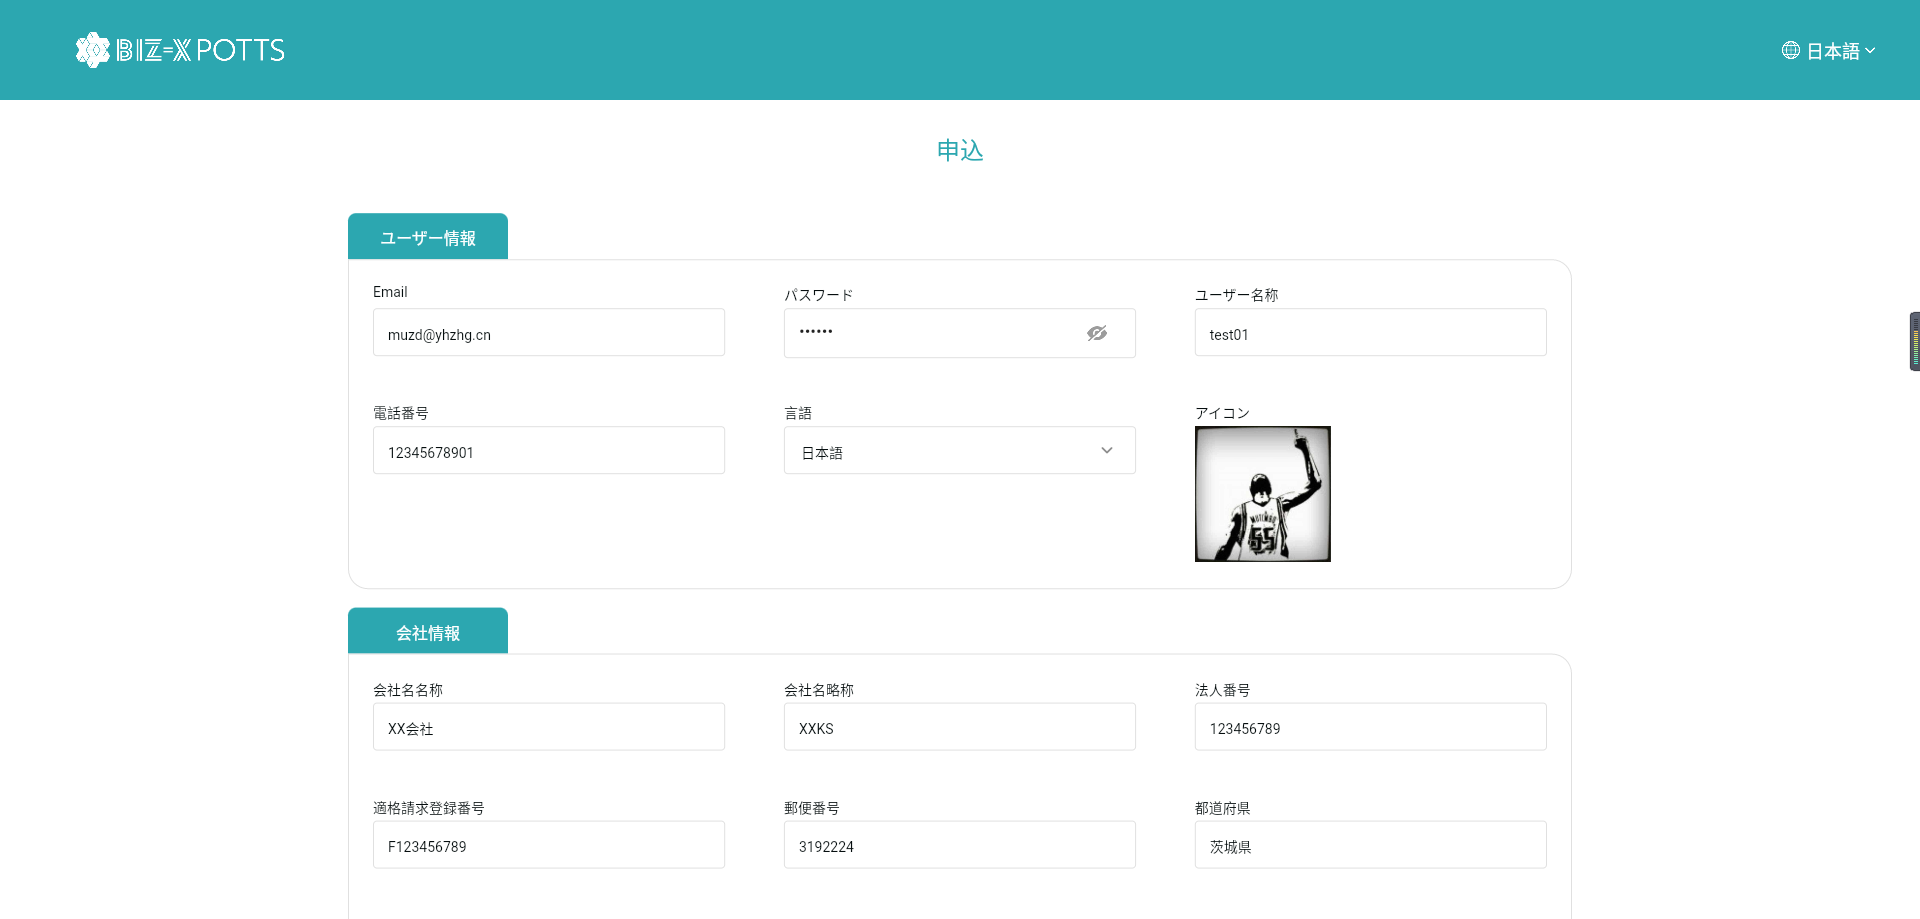 BIZ=X POTTS
日本語
申込
ユーザー情報
Email
パスワード
ユーザー名称
muzd@yhzhg.cn
••••••
test01
電話番号
言語
アイコン
12345678901
日本語
MUTOMBO
55
会社情報
会社名名称
会社名略称
法人番号
XX会社
XXKS
123456789
適格請求登録番号
郵便番号
都道府県
F123456789
3192224
茨城県